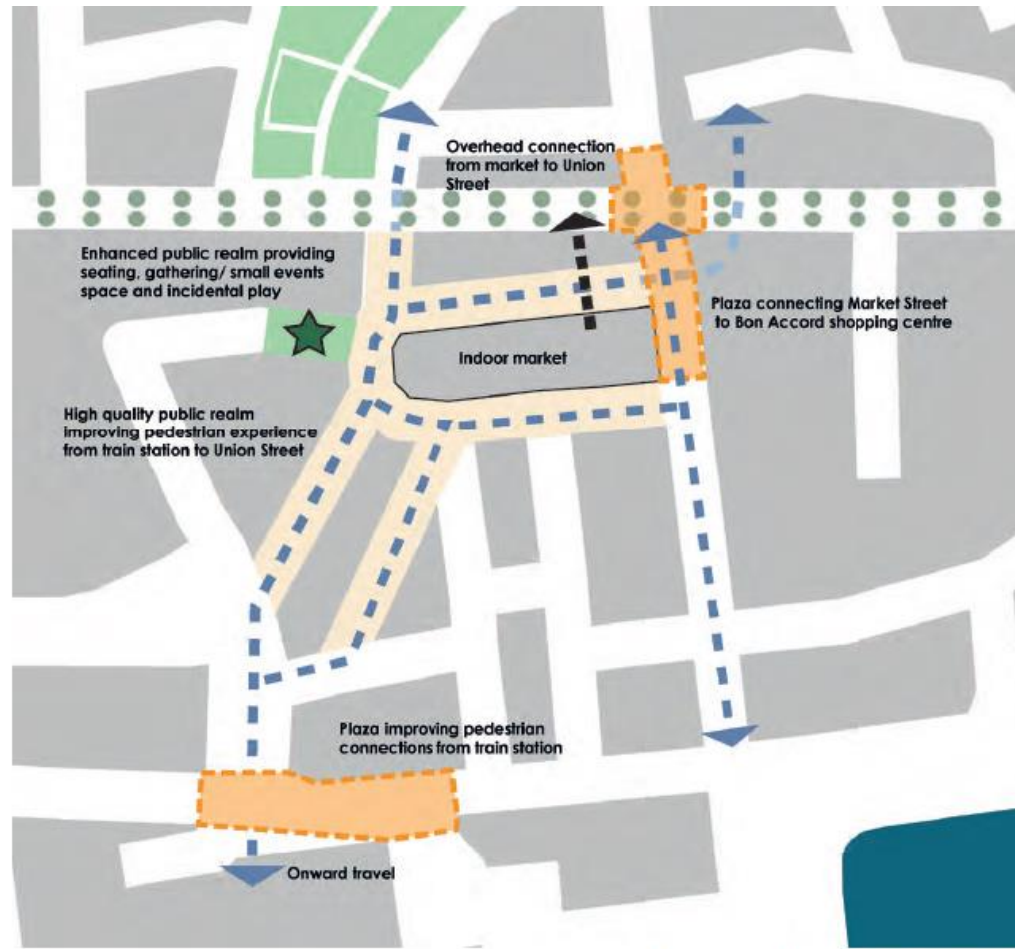 Overhead connection
from market to Union
Street
Enhanced public realm providing
seating, gathering/ small events
space and incidental play
Plaza connecting Market Street
to Bon Accord shopping centre
Indoor market
High quality public realm
improving pedestrian experience
from train station to Union Street
Plaza improving pedestrian
connections from train station
Onward travel